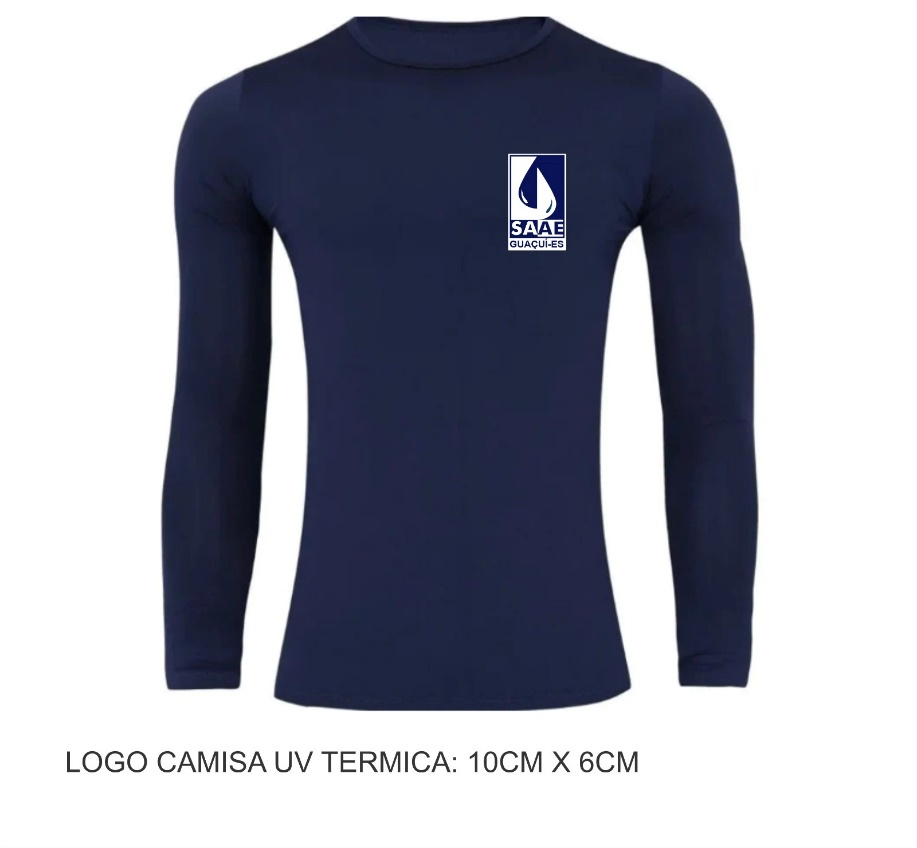 SAAE
GUAÇUÍ-ES
LOGO CAMISA UV TERMICA: 10CM X 6CM